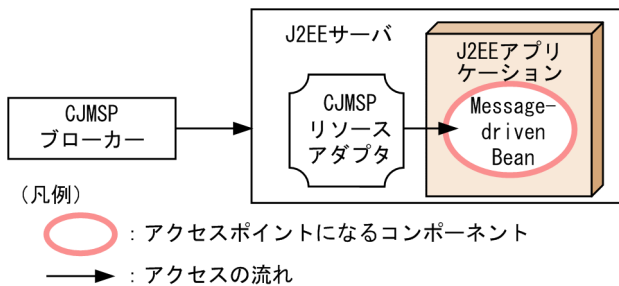 J2EEサーバ
J2EEアプリ
ケーション
CJMSP
ブローカー
CJMSP
リソース
アダプタ
Message-
driven
Bean
(凡例)
：アクセスポイントになるコンポーネント
：アクセスの流れ